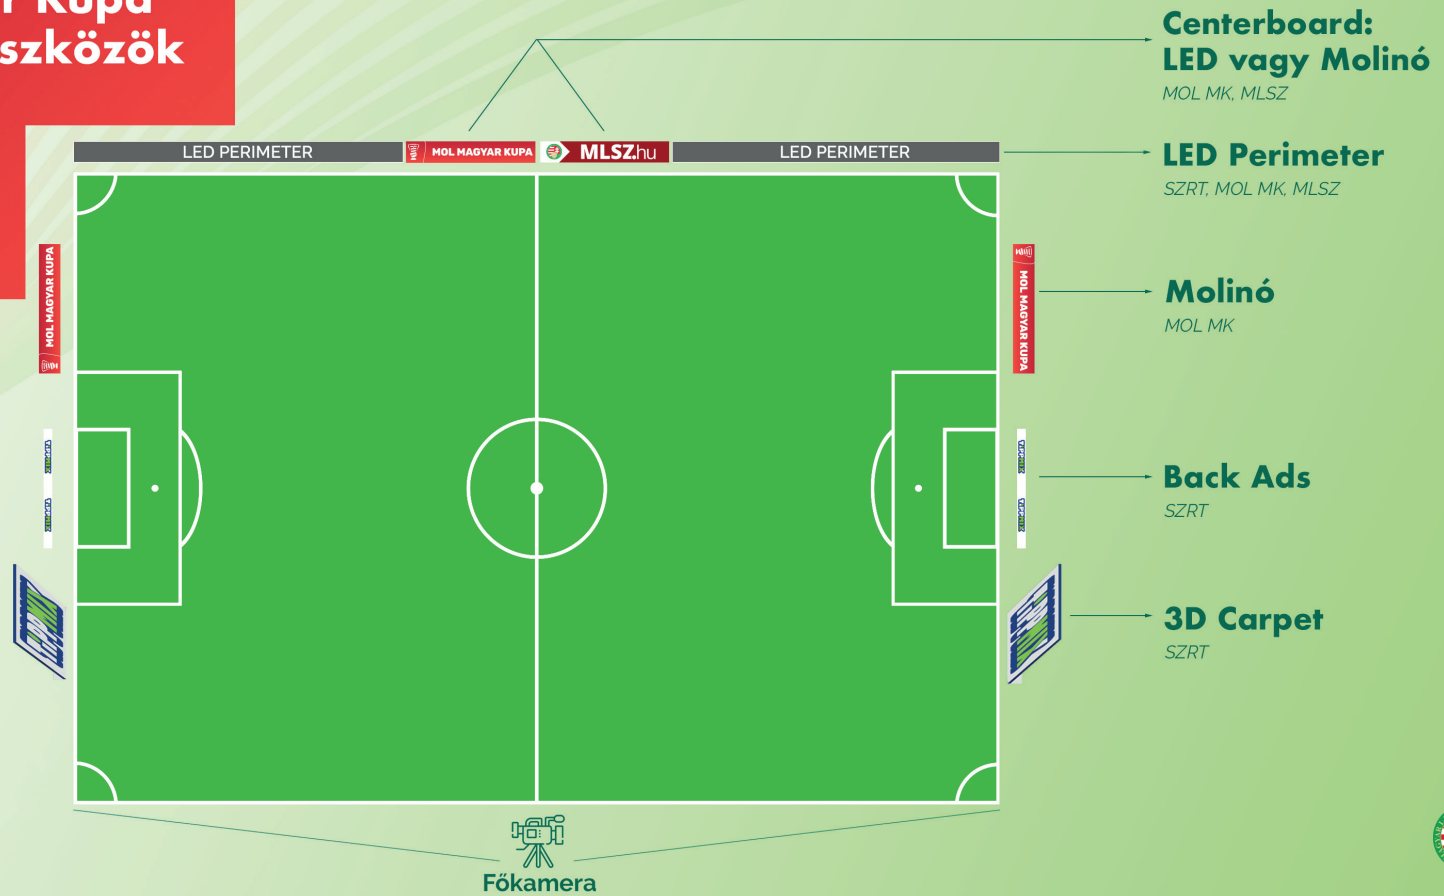 r Kupa
szközök
Centerboard:
LED vagy Molinó
MOL MK, MLSZ
LED PERIMETER
MOL MAGYAR KUPA
MLSZ.hu
LED PERIMETER
LED Perimeter
SZRT, MOL MK, MLSZ
MOL MAGYAR KUPA
MOL MAGYAR KUPA
Molinó
MOL MK
Back Ads
SZRT
3D Carpet
SZRT
Főkamera